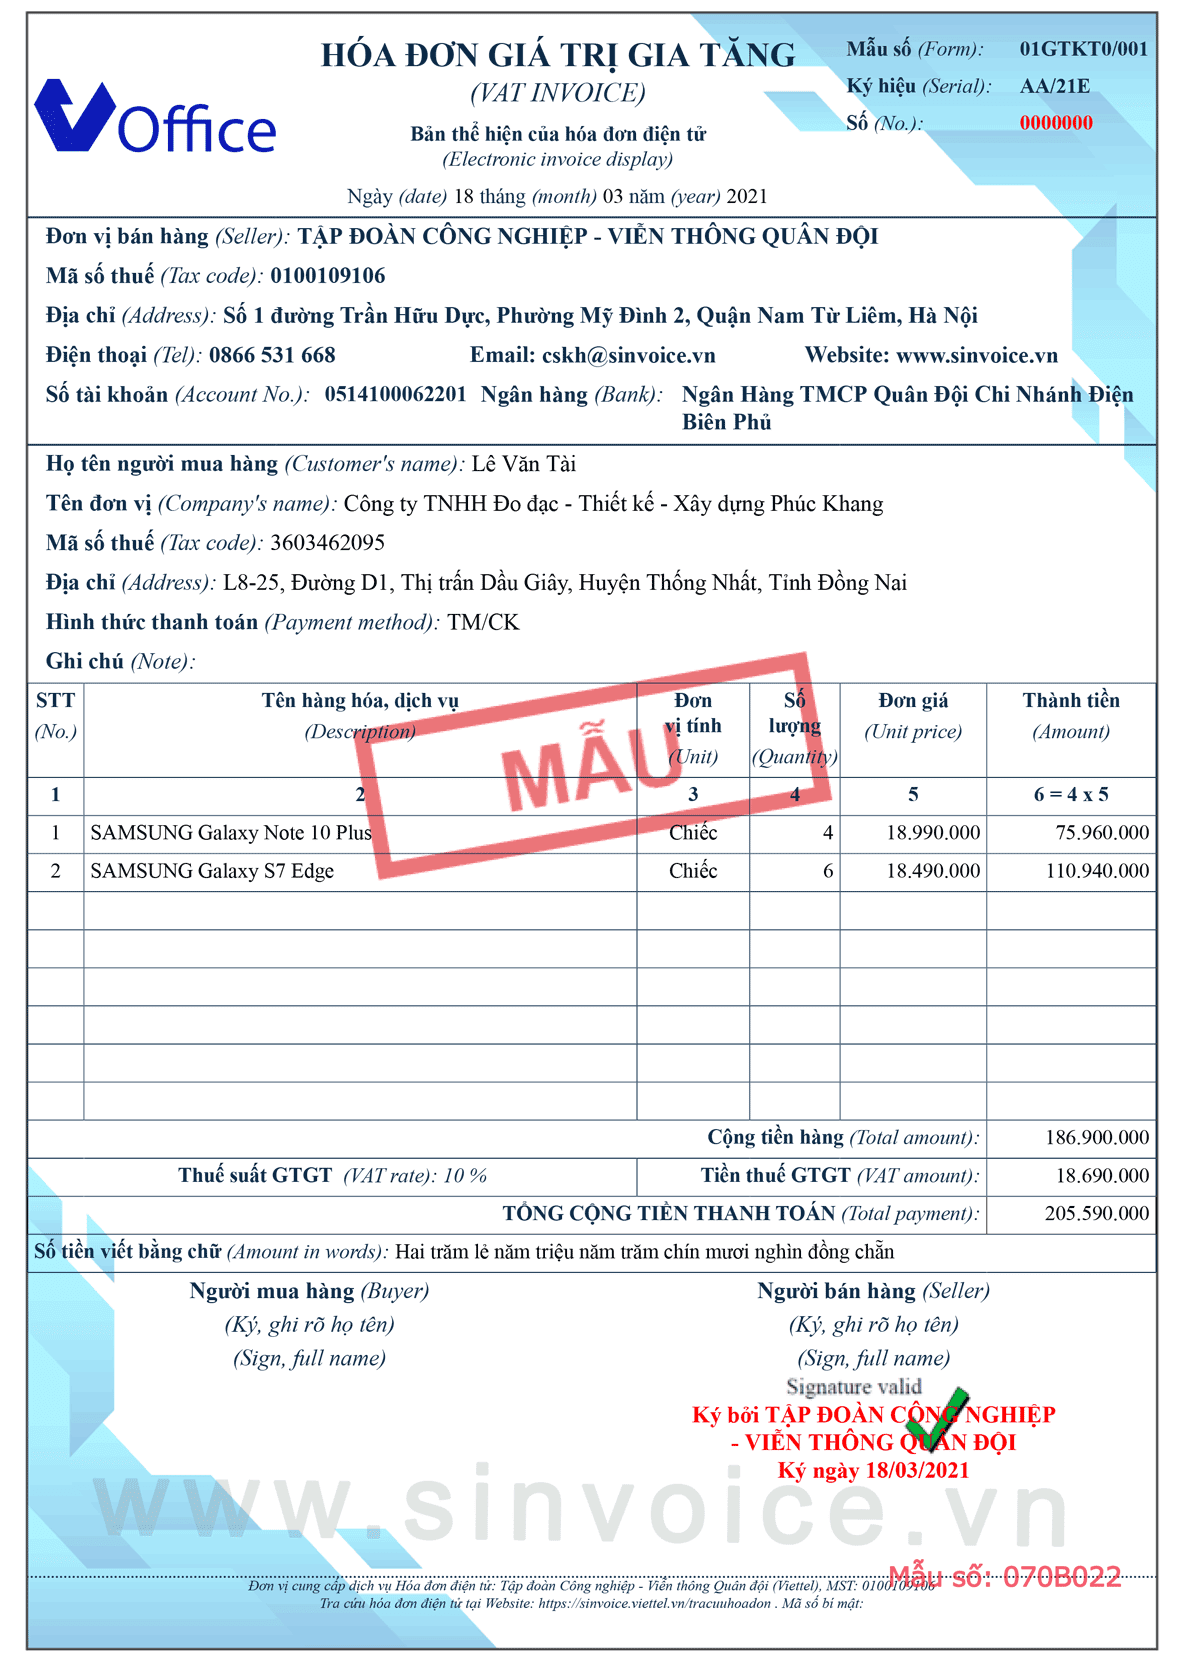 HÓA ĐƠN GIÁ TRỊ GIA TĂNG
(VAT INVOICE)
Bản thể hiện của hóa đơn điện tử
(Electronic invoice display)
Ngày (date) 18 tháng (month) 03 năm (year) 2021
VOffice
Mẫu số (Form): 01GTKT0/001
Ký hiệu (Serial): AA/21E
Số (No.): 0000000
Đơn vị bán hàng (Seller): TẬP ĐOÀN CÔNG NGHIỆP - VIỄN THÔNG QUÂN ĐỘI
Mã số thuế (Tax code): 0100109106
Địa chỉ (Address): Số 1 đường Trần Hữu Dực, Phường Mỹ Đình 2, Quận Nam Từ Liêm, Hà Nội
Điện thoại (Tel): 0866 531 668 Email: cskh@sinvoice.vn Website: www.sinvoice.vn
Số tài khoản (Account No.): 0514100062201 Ngân hàng (Bank): Ngân Hàng TMCP Quân Đội Chi Nhánh Điện
Biên Phủ
Họ tên người mua hàng (Customer's name): Lê Văn Tài
Tên đơn vị (Company's name): Công ty TNHH Đo đạc - Thiết kế - Xây dựng Phúc Khang
Mã số thuế (Tax code): 3603462095
Địa chỉ (Address): L8-25, Đường D1, Thị trấn Dầu Giây, Huyện Thống Nhất, Tỉnh Đồng Nai
Hình thức thanh toán (Payment method): TM/CK
Ghi chú (Note):
STT Tên hàng hóa, dịch vụ Đơn vị tính Số lượng Đơn giá Thành tiền
(No.) (Description) (Unit) (Quantity) (Unit price) (Amount)
MẪU
1 2 3 4 5 6 = 4 x 5
1 SAMSUNG Galaxy Note 10 Plus Chiếc 4 18.990.000 75.960.000
2 SAMSUNG Galaxy S7 Edge Chiếc 6 18.490.000 110.940.000
Cộng tiền hàng (Total amount): 186.900.000
Thuế suất GTGT (VAT rate): 10 % Tiền thuế GTGT (VAT amount): 18.690.000
TỔNG CỘNG TIỀN THANH TOÁN (Total payment): 205.590.000
Số tiền viết bằng chữ (Amount in words): Hai trăm lẻ năm triệu năm trăm chín mươi nghìn đồng chẵn
Người mua hàng (Buyer) Người bán hàng (Seller)
(Ký, ghi rõ họ tên) (Ký, ghi rõ họ tên)
(Sign, full name) (Sign, full name)
Signature valid
Ký bởi TẬP ĐOÀN CÔNG NGHIỆP
- VIỄN THÔNG QUÂN ĐỘI
Ký ngày 18/03/2021
www.sinvoice.vn
Mẫu số: 070B022
Đơn vị cung cấp dịch vụ Hóa đơn điện tử: Tập đoàn Công nghiệp - Viễn thông Quân đội (Viettel), MST: 0100109106
Tra cứu hóa đơn điện tử tại Website: https://sinvoice.viettel.vn/tracuuhoadon . Mã số bí mật: